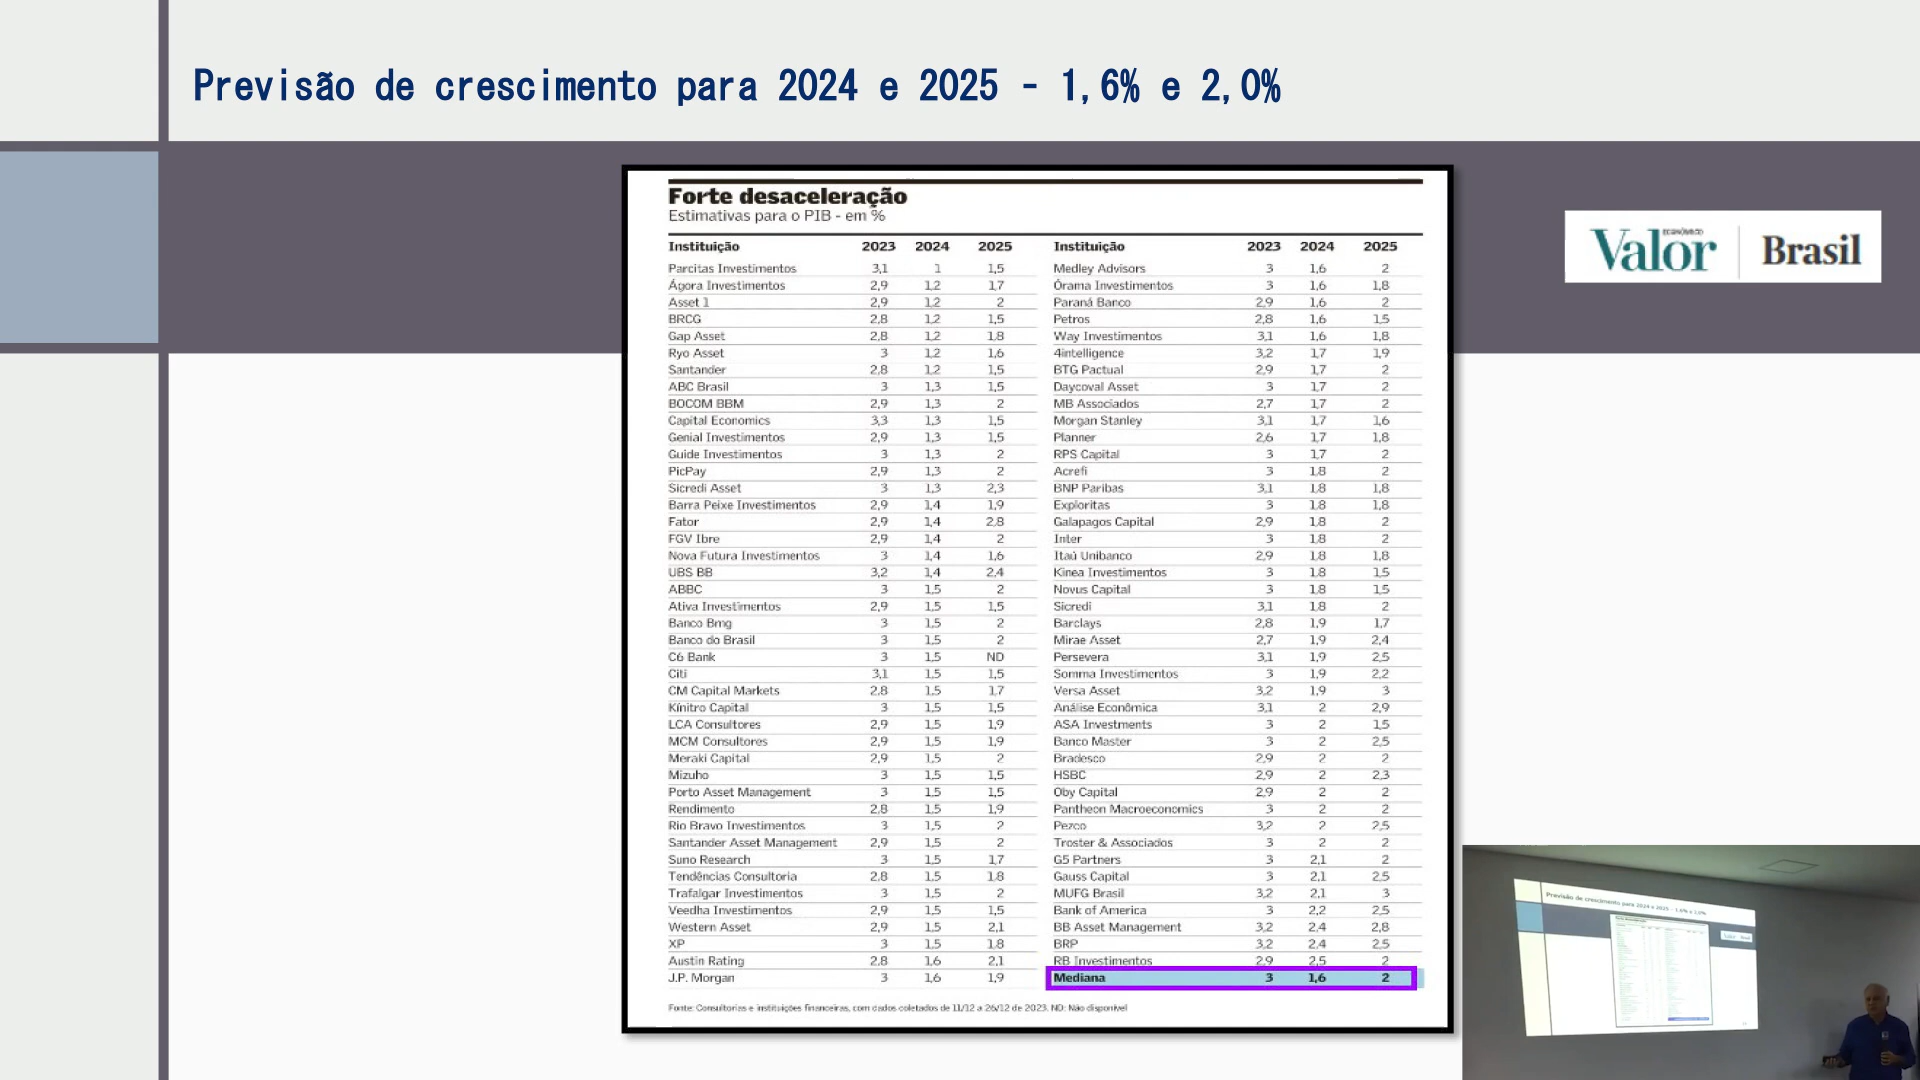 Previsão de crescimento para 2024 e 2025 - 1,6% e 2,0%
Forte desaceleração
Estimativas para o PIB - em %
Instituição 2023 2024 2025
Parcitas Investimentos 3,1 1 1,5
Ágora Investimentos 2,9 1,2 1,7
Asset 1 2,9 1,2 2
BRCG 2,8 1,2 1,5
Gap Asset 2,8 1,2 1,8
Ryo Asset 3 1,2 1,6
Santander 2,8 1,2 1,5
ABC Brasil 3 1,3 1,5
BOCOM BBM 2,9 1,3 2
Capital Economics 3,3 1,3 1,5
Genial Investimentos 2,9 1,3 1,5
Guide Investimentos 3 1,3 2
PicPay 2,9 1,3 2
Sicredi Asset 3 1,3 2,3
Barra Peixe Investimentos 2,9 1,4 1,9
Fator 2,9 1,4 2,8
FGV Ibre 2,9 1,4 2
Nova Futura Investimentos 3 1,4 1,6
UBS BB 3,2 1,4 2,4
ABBC 3 1,5 2
Ativa Investimentos 2,9 1,5 1,5
Banco Bmg 3 1,5 2
Banco do Brasil 3 1,5 2
C6 Bank 3 1,5 ND
Citi 3,1 1,5 1,5
CM Capital Markets 2,8 1,5 1,7
Kínitro Capital 3 1,5 1,5
LCA Consultores 2,9 1,5 1,9
MCM Consultores 2,9 1,5 1,9
Meraki Capital 2,9 1,5 2
Mizuho 3 1,5 1,5
Porto Asset Management 3 1,5 1,5
Rendimento 2,8 1,5 1,9
Rio Bravo Investimentos 3 1,5 2
Santander Asset Management 2,9 1,5 2
Suno Research 3 1,5 1,7
Tendências Consultoria 2,8 1,5 1,8
Trafalgar Investimentos 3 1,5 2
Veedha Investimentos 2,9 1,5 1,5
Western Asset 2,9 1,5 2,1
XP 3 1,5 1,8
Austin Rating 2,8 1,6 2,1
J.P. Morgan 3 1,6 1,9
Instituição 2023 2024 2025
Medley Advisors 3 1,6 2
Órama Investimentos 3 1,6 1,8
Paraná Banco 2,9 1,6 2
Petros 2,8 1,6 1,5
Way Investimentos 3,1 1,6 1,8
4intelligence 3,2 1,7 1,9
BTG Pactual 2,9 1,7 2
Daycoval Asset 3 1,7 2
MB Associados 2,7 1,7 2
Morgan Stanley 3,1 1,7 1,6
Planner 2,6 1,7 1,8
RPS Capital 3 1,7 2
Acrefi 3 1,8 2
BNP Paribas 3,1 1,8 1,8
Exploritas 3 1,8 1,8
Galapagos Capital 2,9 1,8 2
Inter 3 1,8 2
Itaú Unibanco 2,9 1,8 1,8
Kinea Investimentos 3 1,8 1,5
Novus Capital 3 1,8 1,5
Sicredi 3,1 1,8 2
Barclays 2,8 1,9 1,7
Mirae Asset 2,7 1,9 2,4
Persevera 3,1 1,9 2,5
Somma Investimentos 3 1,9 2,2
Versa Asset 3,2 1,9 3
Análise Econômica 3,1 2 2,9
ASA Investments 3 2 1,5
Banco Master 3 2 2,5
Bradesco 2,9 2 2
HSBC 2,9 2 2,3
Oby Capital 2,9 2 2
Pantheon Macroeconomics 3 2 2
Pezco 3,2 2 2,5
Troster & Associados 3 2 2
G5 Partners 3 2,1 2
Gauss Capital 3 2,1 2,5
MUFG Brasil 3,2 2,1 3
Bank of America 3 2,2 2,5
BB Asset Management 3,2 2,4 2,8
BRP 3,2 2,4 2,5
RB Investimentos 2,9 2,5 2
Mediana 3 1,6 2
Fonte: Consultorias e instituições financeiras, com dados coletados de 11/12 a 26/12 de 2023. ND: Não disponível
ECONÔMICO
Valor Brasil
Previsão de crescimento para 2024 e 2025 - 1,6% e 2,0%